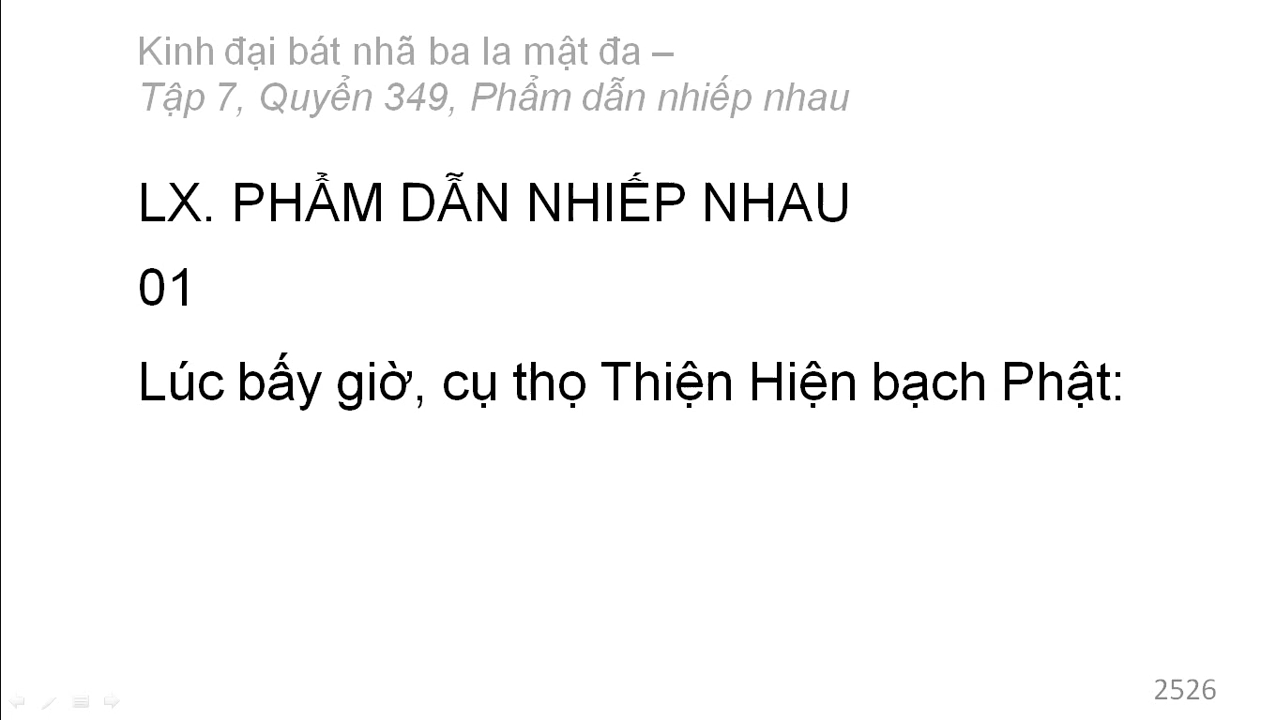 Kinh đại bát nhã ba la mật đa –
Tập 7, Quyển 349, Phẩm dẫn nhiếp nhau
LX. PHẨM DẪN NHIẾP NHAU
01
Lúc bấy giờ, cụ thọ Thiện Hiện bạch Phật:
2526